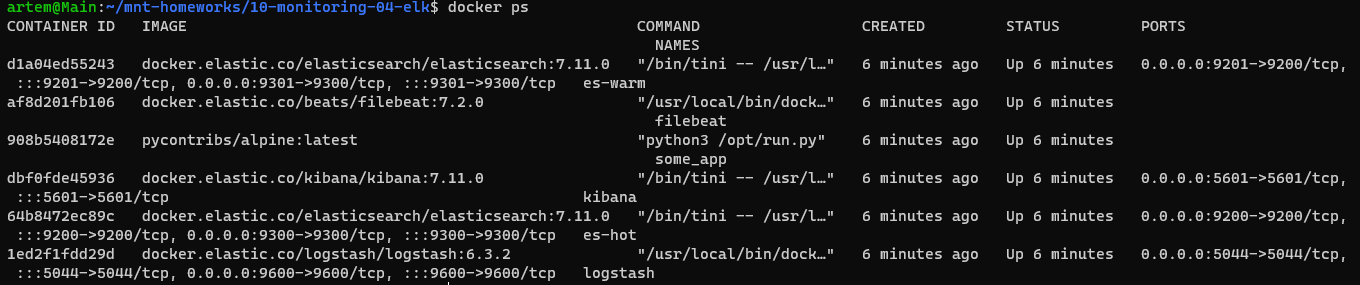 artem@Main:~/mnt-homeworks/10-monitoring-04-elk$ docker ps
CONTAINER ID   IMAGE                                                  COMMAND                  CREATED         STATUS         PORTS
                                                                        NAMES
d1a04ed55243   docker.elastic.co/elasticsearch/elasticsearch:7.11.0   "/bin/tini -- /usr/l…"   6 minutes ago   Up 6 minutes   0.0.0.0:9201->9200/tcp,
 :::9201->9200/tcp, 0.0.0.0:9301->9300/tcp, :::9301->9300/tcp   es-warm
af8d201fb106   docker.elastic.co/beats/filebeat:7.2.0                 "/usr/local/bin/dock…"   6 minutes ago   Up 6 minutes
                                                                        filebeat
908b5408172e   pycontribs/alpine:latest                               "python3 /opt/run.py"    6 minutes ago   Up 6 minutes
                                                                        some_app
dbf0fde45936   docker.elastic.co/kibana/kibana:7.11.0                 "/bin/tini -- /usr/l…"   6 minutes ago   Up 6 minutes   0.0.0.0:5601->5601/tcp,
 :::5601->5601/tcp                                              kibana
64b8472ec89c   docker.elastic.co/elasticsearch/elasticsearch:7.11.0   "/bin/tini -- /usr/l…"   6 minutes ago   Up 6 minutes   0.0.0.0:9200->9200/tcp,
 :::9200->9200/tcp, 0.0.0.0:9300->9300/tcp, :::9300->9300/tcp   es-hot
1ed2f1fdd29d   docker.elastic.co/logstash/logstash:6.3.2              "/usr/local/bin/dock…"   6 minutes ago   Up 6 minutes   0.0.0.0:5044->5044/tcp,
 :::5044->5044/tcp, 0.0.0.0:9600->9600/tcp, :::9600->9600/tcp   logstash